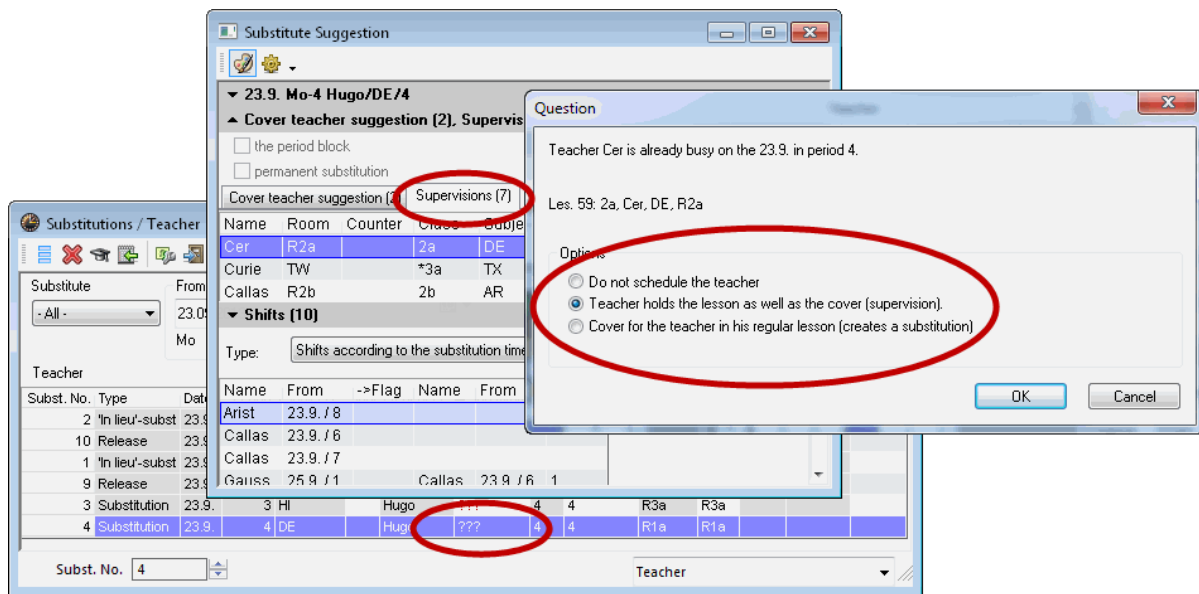 Substitute Suggestion
23.9. Mo-4 Hugo/DE/4
Cover teacher suggestion (2), Supervis
the period block
permanent substitution
Cover teacher suggestion (2) Supervisions (7)
Name Room Counter Class Subje
Cer R2a 2a DE
Curie TW *3a TX
Callas R2b 2b AR
Shifts (10)
Type: Shifts according to the substitution time
Name From ->Flag Name From
Arist 23.9. / 8
Callas 23.9. / 6
Callas 23.9. / 7
Gauss 25.9. / 1 Callas 23.9. / 6 1
Question
Teacher Cer is already busy on the 23.9. in period 4.
Les. 59: 2a, Cer, DE, R2a
Options
Do not schedule the teacher
Teacher holds the lesson as well as the cover (supervision).
Cover for the teacher in his regular lesson (creates a substitution)
OK Cancel
Substitutions / Teacher
Substitute From
- All - 23.09
Mo
Teacher
Subst. No. Type Date
2 'In lieu'-subst 23.9
10 Release 23.9
1 'In lieu'-subst 23.9
9 Release 23.9
3 Substitution 23.9. 3 HI Hugo ??? 4 4 R3a R3a
4 Substitution 23.9. 4 DE Hugo ??? 4 4 R1a R1a
Subst. No. 4 Teacher